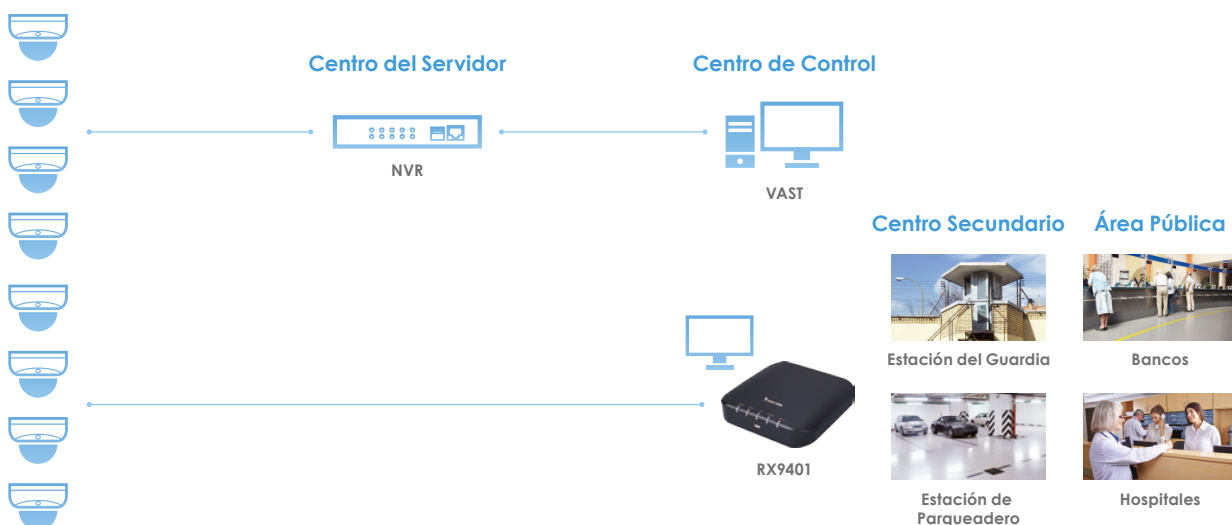 Centro del Servidor
Centro de Control
NVR
VAST
Centro Secundario
Área Pública
Estación del Guardia
Bancos
RX9401
Estación de
Parqueadero
Hospitales